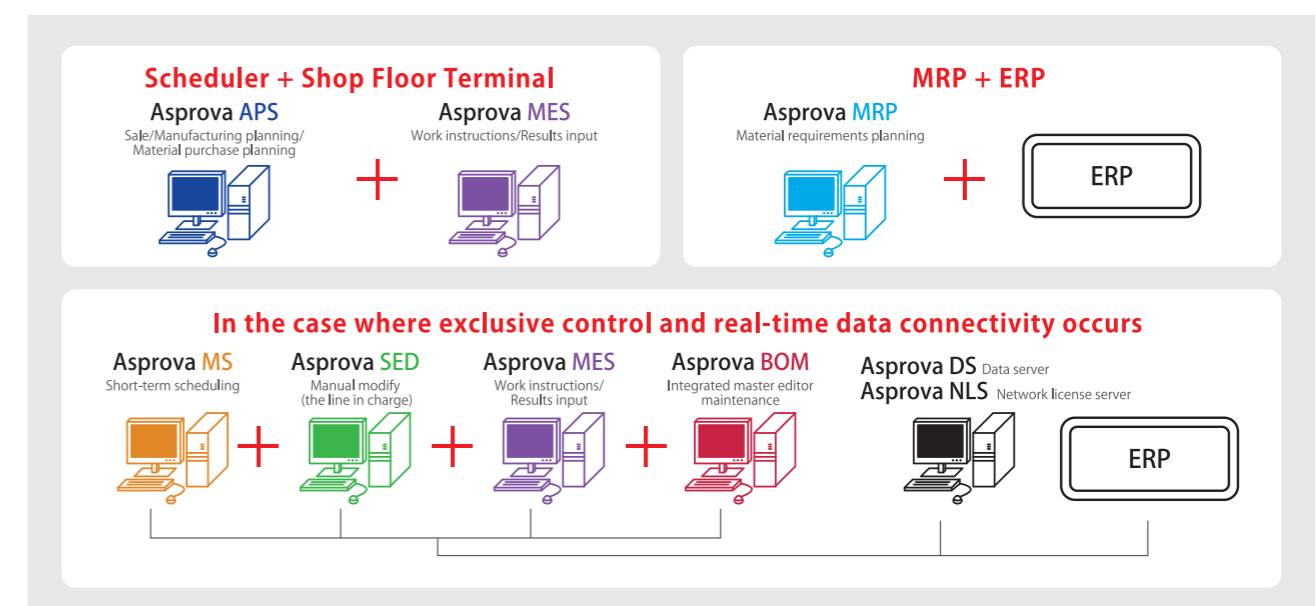 Scheduler + Shop Floor Terminal
Asprova APS
Sale/Manufacturing planning/
Material purchase planning
Asprova MES
Work instructions/Results input
MRP + ERP
Asprova MRP
Material requirements planning
ERP
In the case where exclusive control and real-time data connectivity occurs
Asprova MS
Short-term scheduling
Asprova SED
Manual modify
(the line in charge)
Asprova MES
Work instructions/
Results input
Asprova BOM
Integrated master editor
maintenance
Asprova DS Data server
Asprova NLS Network license server
ERP